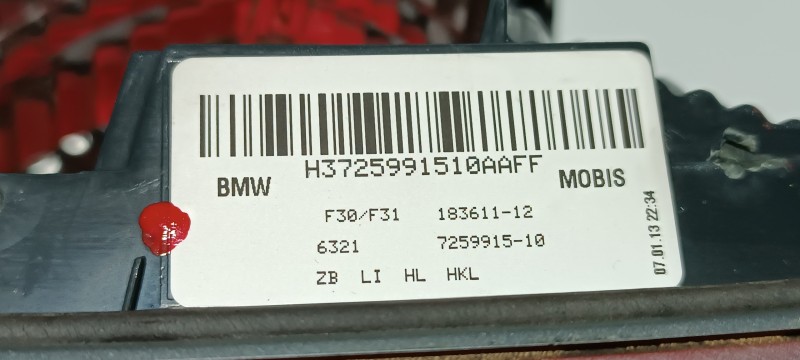 H3725991510AAFF
BMW MOBIS
F30/F31 183611-12
6321 7259915-10
ZB LI HL HKL
07.01.13 22:34